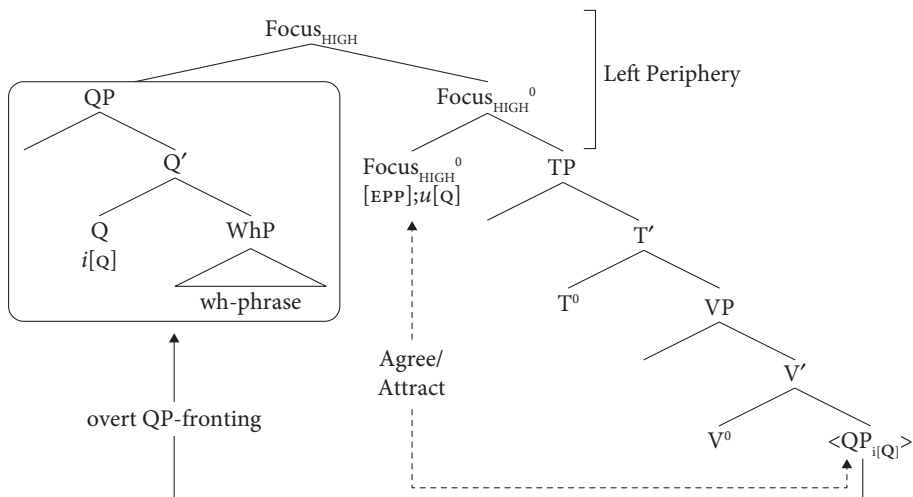 Focus_HIGH
Left Periphery
QP
Focus_HIGH^0
Q′
Focus_HIGH^0
[EPP];u[Q]
TP
Q
i[Q]
WhP
T′
wh-phrase
T^0
VP
Agree/
Attract
V′
overt QP-fronting
V^0
<QP_i[Q]>